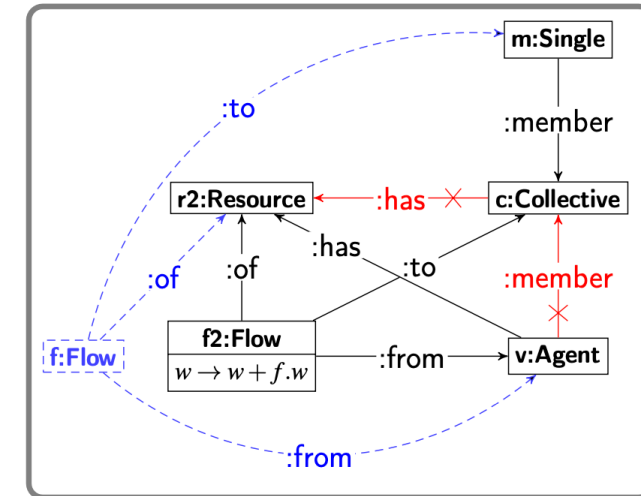 m:Single
:to
:member
r2:Resource
:has
c:Collective
:has
:of
:of
:to
:member
f2:Flow
f:Flow
v:Agent
w → w + f.w
:from
:from